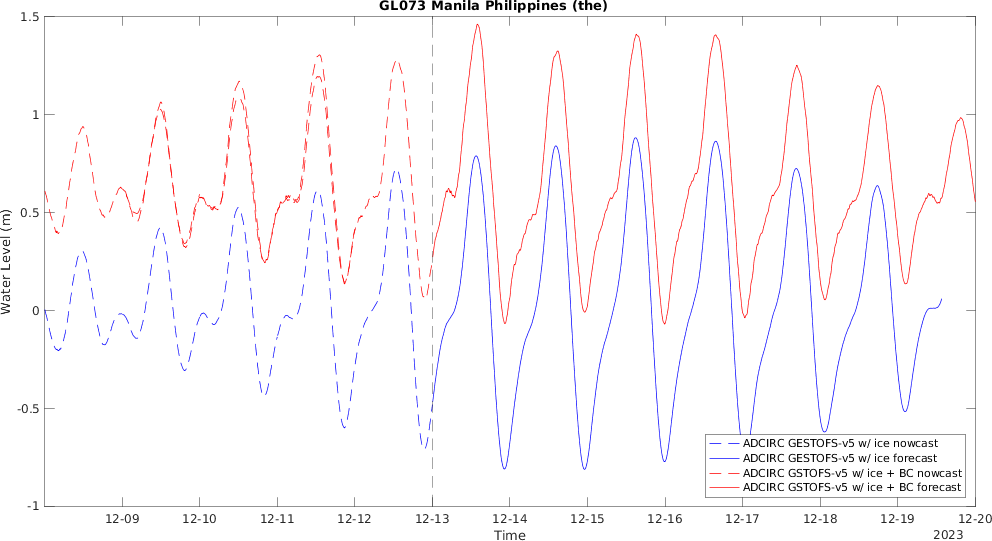 GL073 Manila Philippines (the)
1.5
1
0.5
0
-0.5
-1
Water Level (m)
12-09
12-10
12-11
12-12
12-13
12-14
12-15
12-16
12-17
12-18
12-19
12-20
Time
2023
ADCIRC GESTOFS-v5 w/ ice nowcast
ADCIRC GESTOFS-v5 w/ ice forecast
ADCIRC GSTOFS-v5 w/ ice + BC nowcast
ADCIRC GSTOFS-v5 w/ ice + BC forecast